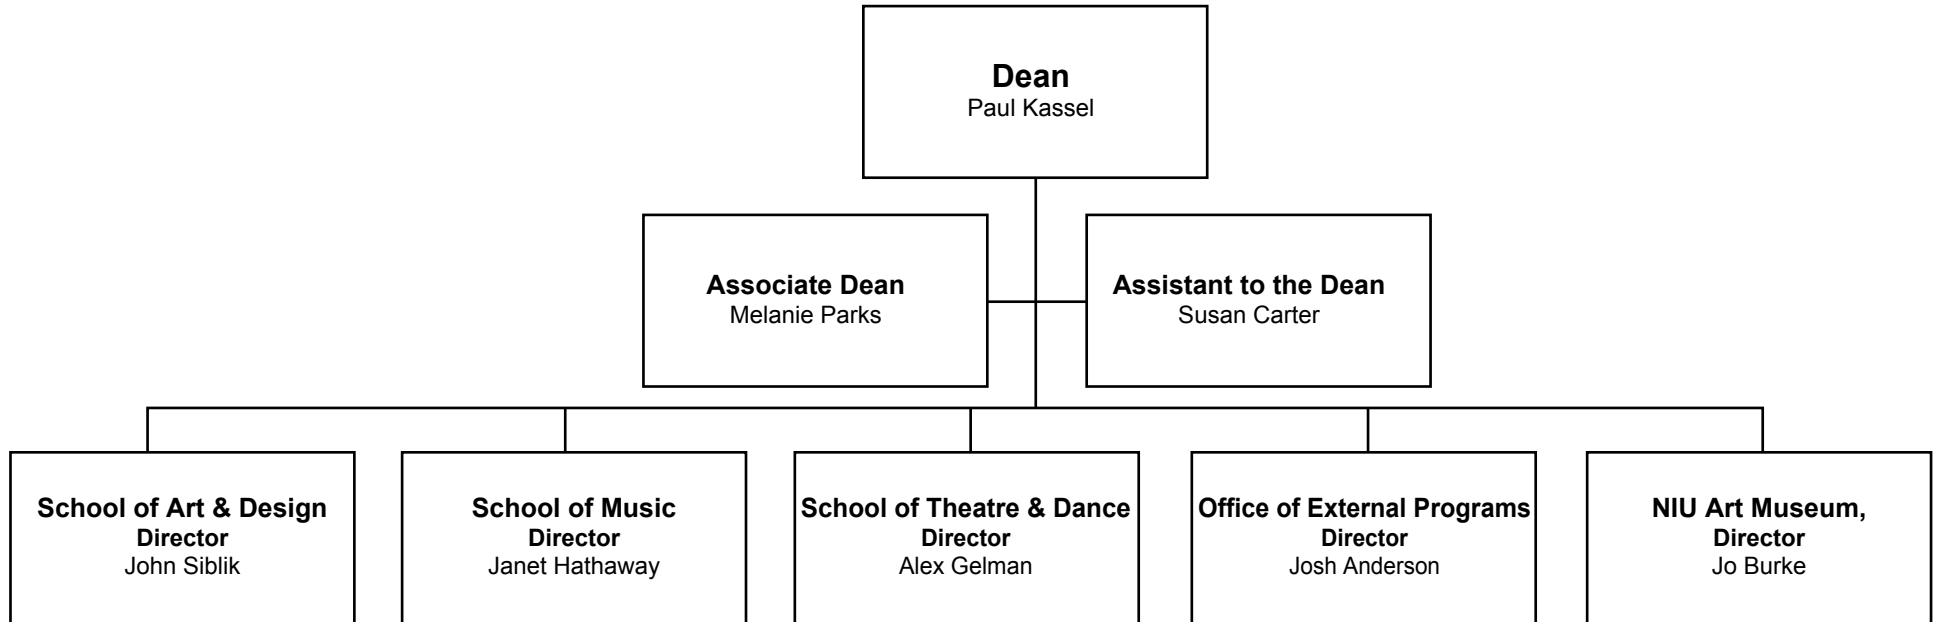 Dean
Paul Kassel
Associate Dean
Melanie Parks
Assistant to the Dean
Susan Carter
School of Art & Design
Director
John Siblik
School of Music
Director
Janet Hathaway
School of Theatre & Dance
Director
Alex Gelman
Office of External Programs
Director
Josh Anderson
NIU Art Museum,
Director
Jo Burke